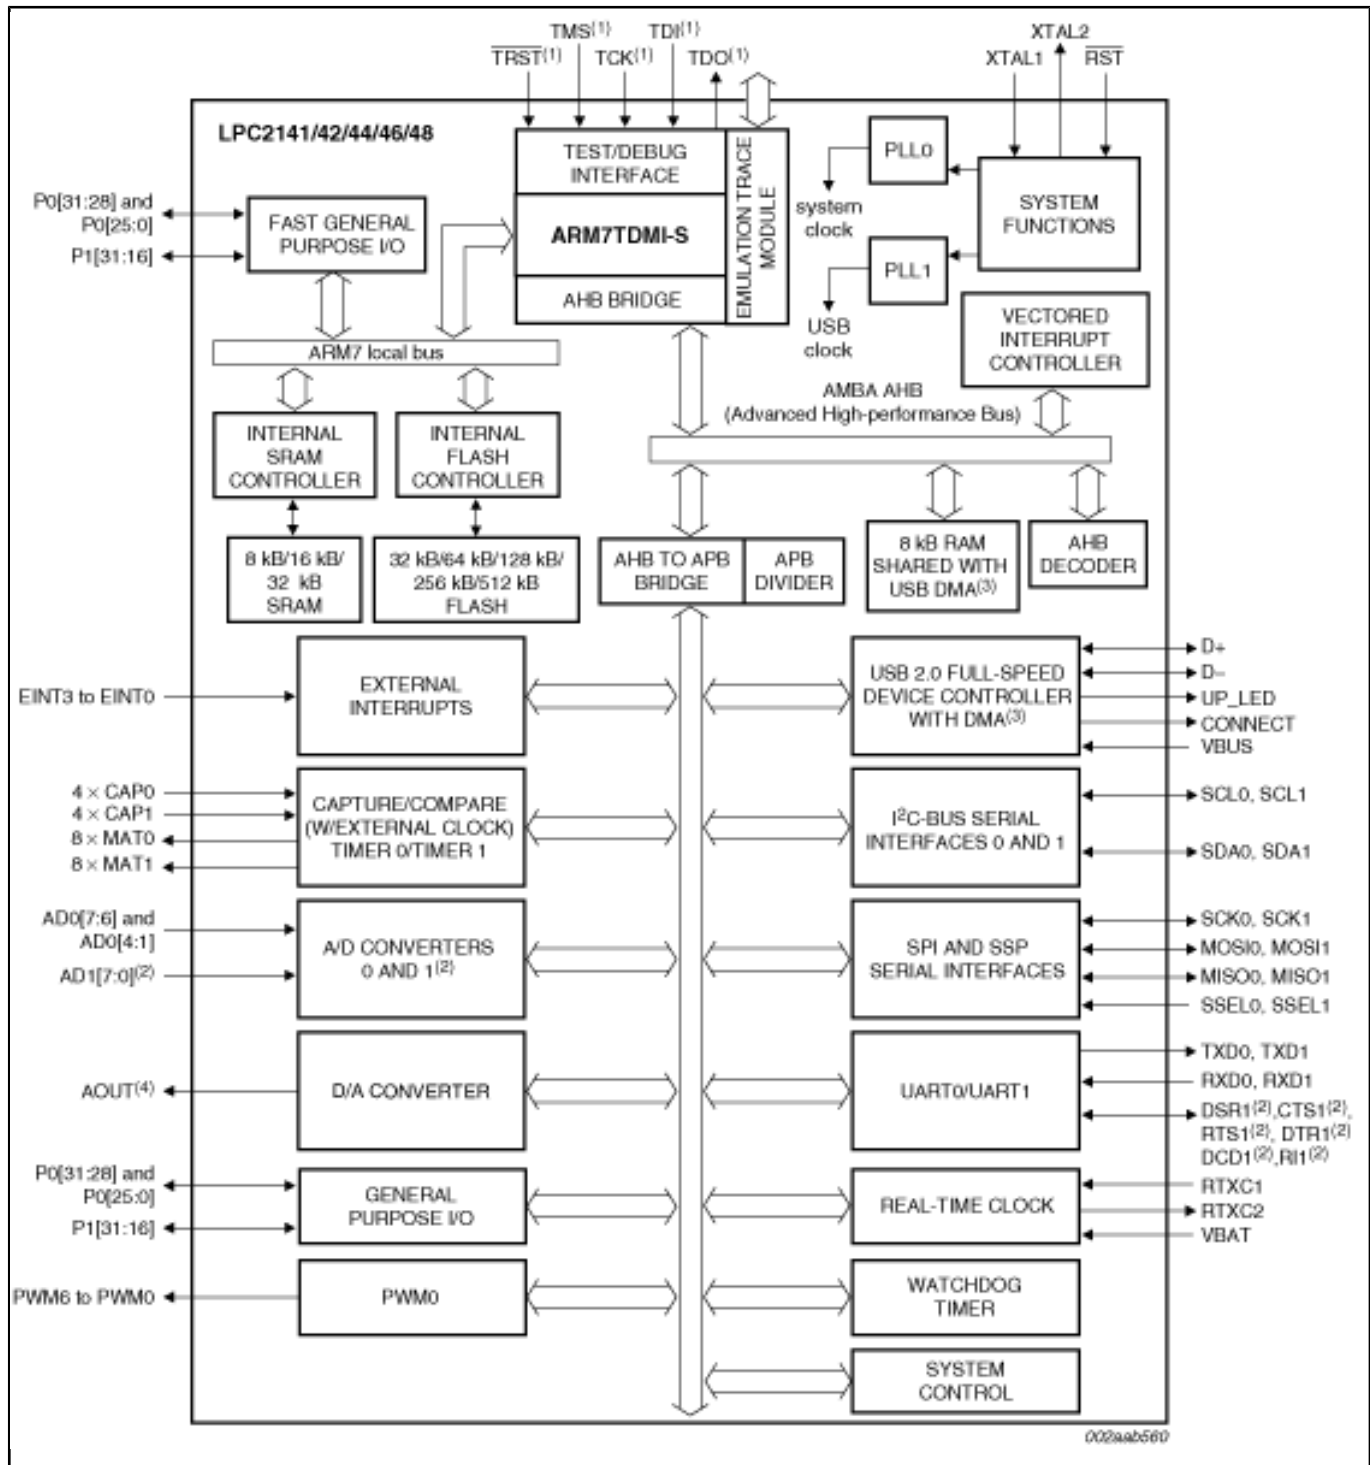 TMS(1)
TDI(1)
XTAL2
TRST(1)
TCK(1)
TDO(1)
XTAL1
RST
LPC2141/42/44/46/48
TEST/DEBUG
INTERFACE
ARM7TDMI-S
AHB BRIDGE
EMULATION TRACE
MODULE
PLL0
system
clock
PLL1
USB
clock
SYSTEM
FUNCTIONS
P0[31:28] and
P0[25:0]
P1[31:16]
FAST GENERAL
PURPOSE I/O
VECTORED
INTERRUPT
CONTROLLER
ARM7 local bus
AMBA AHB
(Advanced High-performance Bus)
INTERNAL
SRAM
CONTROLLER
INTERNAL
FLASH
CONTROLLER
8 kB/16 kB/
32 kB
SRAM
32 kB/64 kB/128 kB/
256 kB/512 kB
FLASH
AHB TO APB
BRIDGE
APB
DIVIDER
8 kB RAM
SHARED WITH
USB DMA(3)
AHB
DECODER
EINT3 to EINT0
EXTERNAL
INTERRUPTS
USB 2.0 FULL-SPEED
DEVICE CONTROLLER
WITH DMA(3)
D+
D−
UP_LED
CONNECT
VBUS
4 × CAP0
4 × CAP1
8 × MAT0
8 × MAT1
CAPTURE/COMPARE
(W/EXTERNAL CLOCK)
TIMER 0/TIMER 1
I2C-BUS SERIAL
INTERFACES 0 AND 1
SCL0, SCL1
SDA0, SDA1
AD0[7:6] and
AD0[4:1]
AD1[7:0](2)
A/D CONVERTERS
0 AND 1(2)
SPI AND SSP
SERIAL INTERFACES
SCK0, SCK1
MOSI0, MOSI1
MISO0, MISO1
SSEL0, SSEL1
AOUT(4)
D/A CONVERTER
UART0/UART1
TXD0, TXD1
RXD0, RXD1
DSR1(2),CTS1(2),
RTS1(2), DTR1(2)
DCD1(2),RI1(2)
P0[31:28] and
P0[25:0]
P1[31:16]
GENERAL
PURPOSE I/O
REAL-TIME CLOCK
RTXC1
RTXC2
VBAT
PWM6 to PWM0
PWM0
WATCHDOG
TIMER
SYSTEM
CONTROL
002aab560